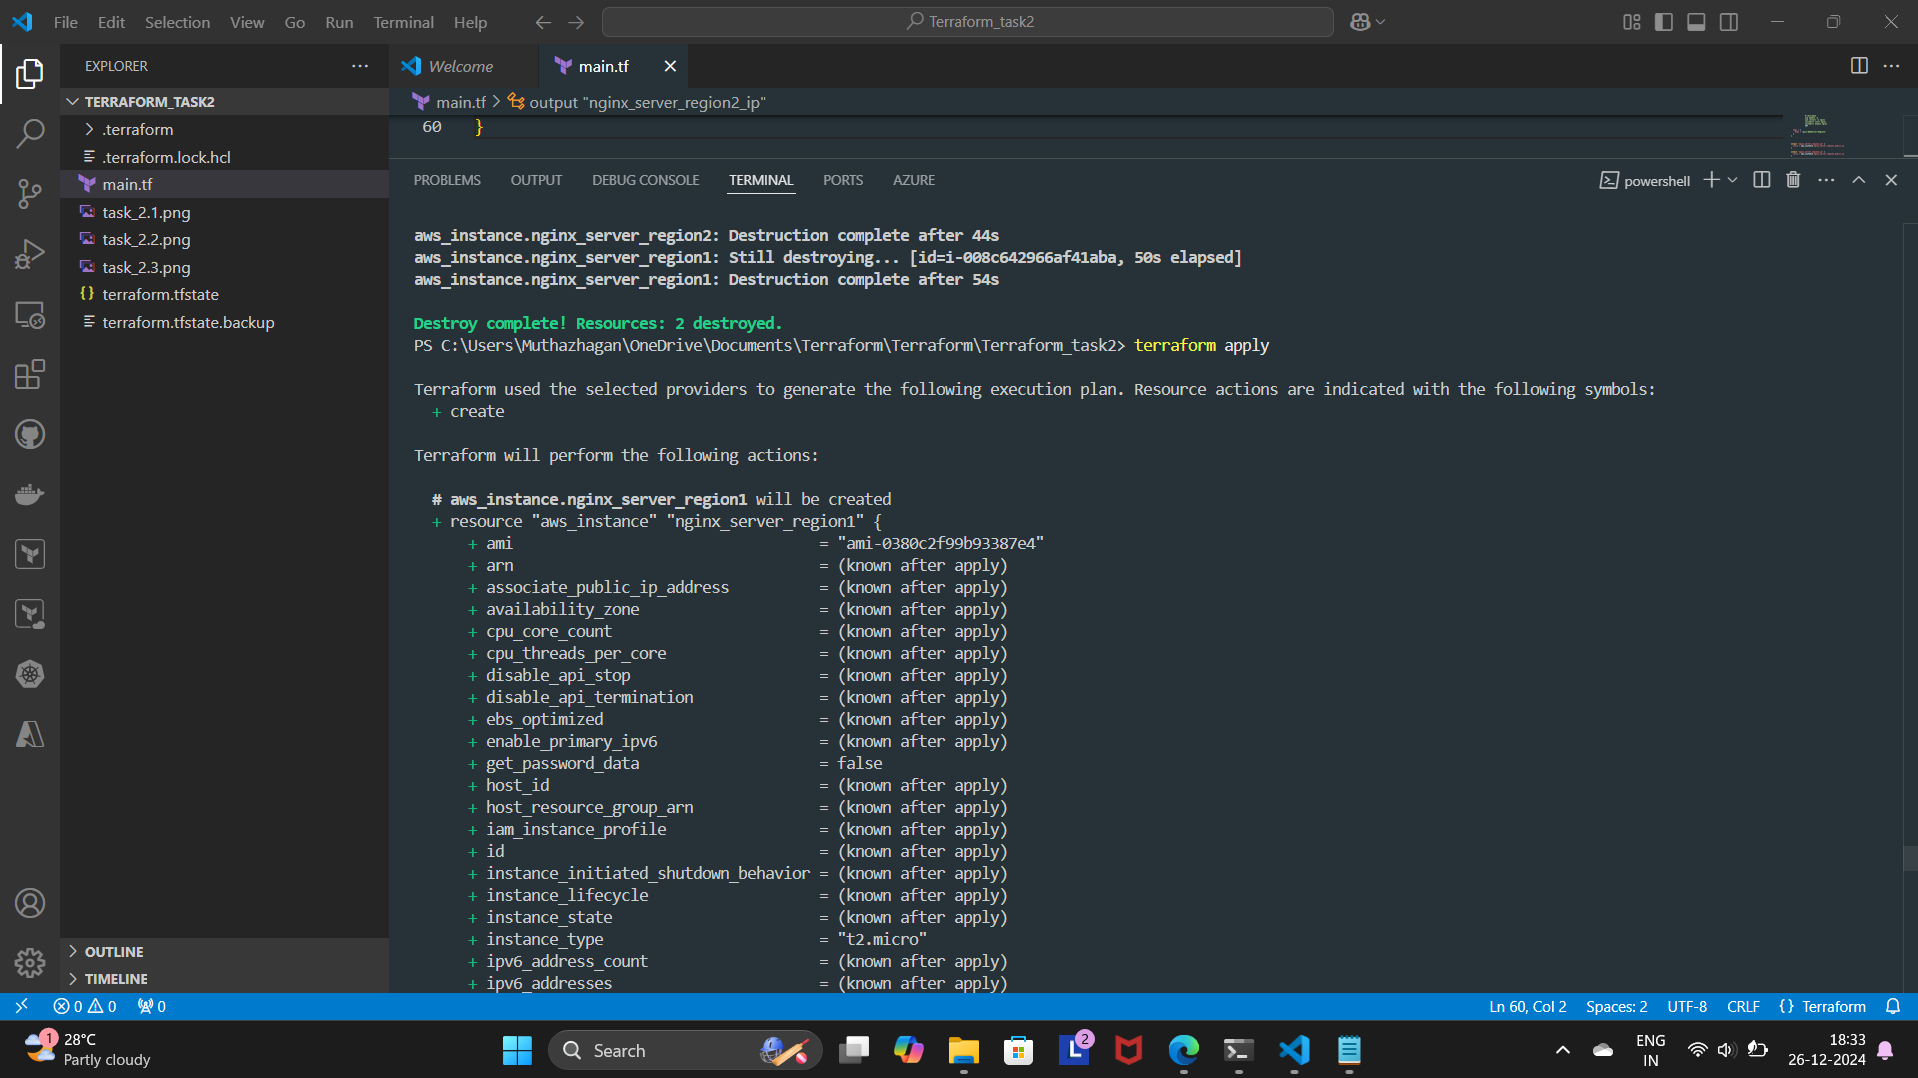 File Edit Selection View Go Run Terminal Help
Terraform_task2
EXPLORER
Welcome
main.tf
TERRAFORM_TASK2
main.tf > output "nginx_server_region2_ip"
.terraform
.terraform.lock.hcl
main.tf
task_2.1.png
task_2.2.png
task_2.3.png
terraform.tfstate
terraform.tfstate.backup
60 }
PROBLEMS OUTPUT DEBUG CONSOLE TERMINAL PORTS AZURE
powershell
aws_instance.nginx_server_region2: Destruction complete after 44s
aws_instance.nginx_server_region1: Still destroying... [id=i-008c642966af41aba, 50s elapsed]
aws_instance.nginx_server_region1: Destruction complete after 54s
Destroy complete! Resources: 2 destroyed.
PS C:\Users\Muthazhagan\OneDrive\Documents\Terraform\Terraform\Terraform_task2> terraform apply
Terraform used the selected providers to generate the following execution plan. Resource actions are indicated with the following symbols:
+ create
Terraform will perform the following actions:
# aws_instance.nginx_server_region1 will be created
+ resource "aws_instance" "nginx_server_region1" {
+ ami = "ami-0380c2f99b93387e4"
+ arn = (known after apply)
+ associate_public_ip_address = (known after apply)
+ availability_zone = (known after apply)
+ cpu_core_count = (known after apply)
+ cpu_threads_per_core = (known after apply)
+ disable_api_stop = (known after apply)
+ disable_api_termination = (known after apply)
+ ebs_optimized = (known after apply)
+ enable_primary_ipv6 = (known after apply)
+ get_password_data = false
+ host_id = (known after apply)
+ host_resource_group_arn = (known after apply)
+ iam_instance_profile = (known after apply)
+ id = (known after apply)
+ instance_initiated_shutdown_behavior = (known after apply)
+ instance_lifecycle = (known after apply)
+ instance_state = (known after apply)
+ instance_type = "t2.micro"
+ ipv6_address_count = (known after apply)
+ ipv6_addresses = (known after apply)
OUTLINE
TIMELINE
0 0 0
Ln 60, Col 2 Spaces: 2 UTF-8 CRLF {} Terraform
1
28°C
Partly cloudy
Search
2
ENG
IN
18:33
26-12-2024